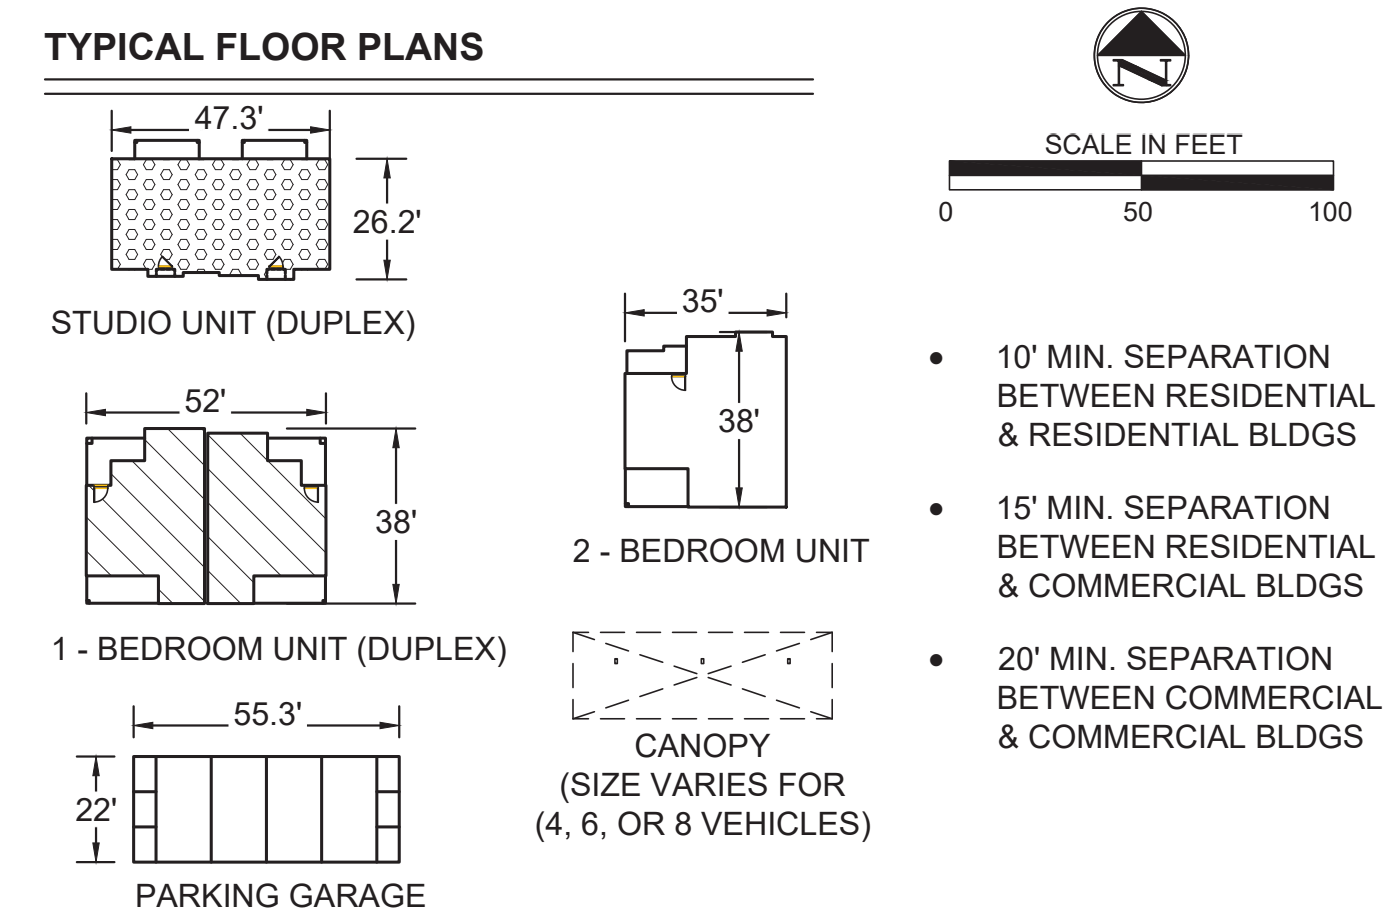 TYPICAL FLOOR PLANS
N
SCALE IN FEET
0 50 100
47.3'
26.2'
STUDIO UNIT (DUPLEX)
52'
38'
1 - BEDROOM UNIT (DUPLEX)
55.3'
22'
PARKING GARAGE
35'
38'
2 - BEDROOM UNIT
CANOPY
(SIZE VARIES FOR
(4, 6, OR 8 VEHICLES)
• 10' MIN. SEPARATION
BETWEEN RESIDENTIAL
& RESIDENTIAL BLDGS
• 15' MIN. SEPARATION
BETWEEN RESIDENTIAL
& COMMERCIAL BLDGS
• 20' MIN. SEPARATION
BETWEEN COMMERCIAL
& COMMERCIAL BLDGS